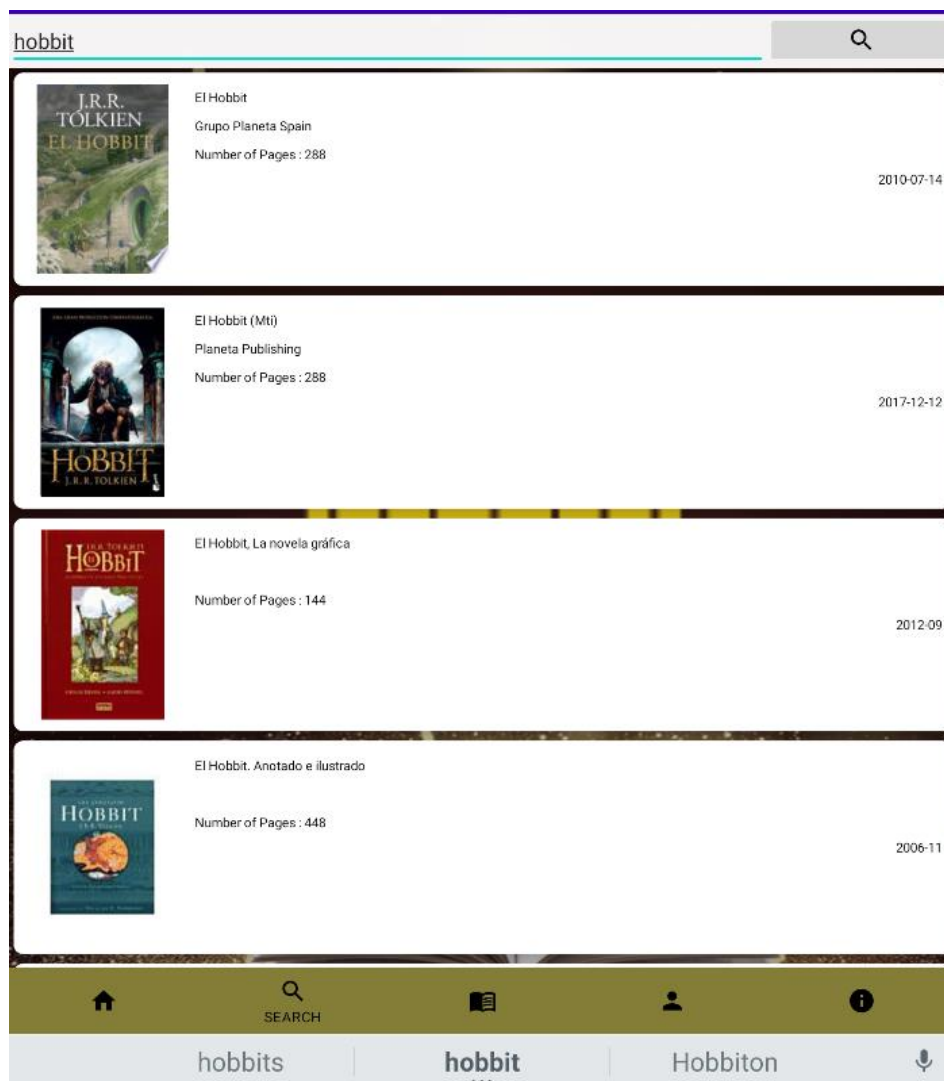 hobbit
J.R.R.
TOLKIEN
EL HOBBIT
El Hobbit
Grupo Planeta Spain
Number of Pages : 288
2010-07-14
HOBBIT
J.R.R. TOLKIEN
El Hobbit (Mti)
Planeta Publishing
Number of Pages : 288
2017-12-12
HOBBIT
El Hobbit, La novela gráfica
Number of Pages : 144
2012-09
HOBBIT
El Hobbit. Anotado e ilustrado
Number of Pages : 448
2006-11
SEARCH
hobbits
hobbit
Hobbiton